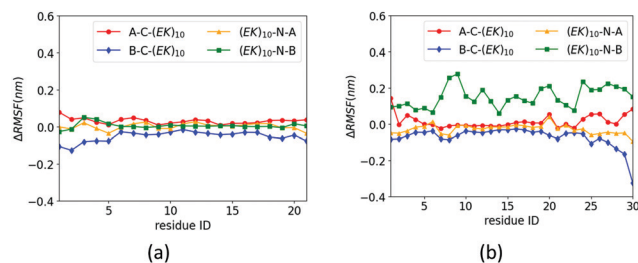 0.6
0.4
0.2
0.0
−0.2
−0.4
ΔRMSF(nm)
A-C-(EK)₁₀
B-C-(EK)₁₀
(EK)₁₀-N-A
(EK)₁₀-N-B
5
10
15
20
residue ID
(a)
0.6
0.4
0.2
0.0
−0.2
−0.4
ΔRMSF(nm)
A-C-(EK)₁₀
B-C-(EK)₁₀
(EK)₁₀-N-A
(EK)₁₀-N-B
5
10
15
20
25
30
residue ID
(b)